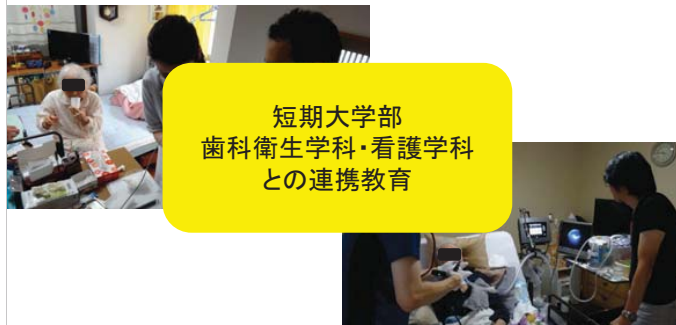 短期大学部
歯科衛生学科・看護学科
との連携教育